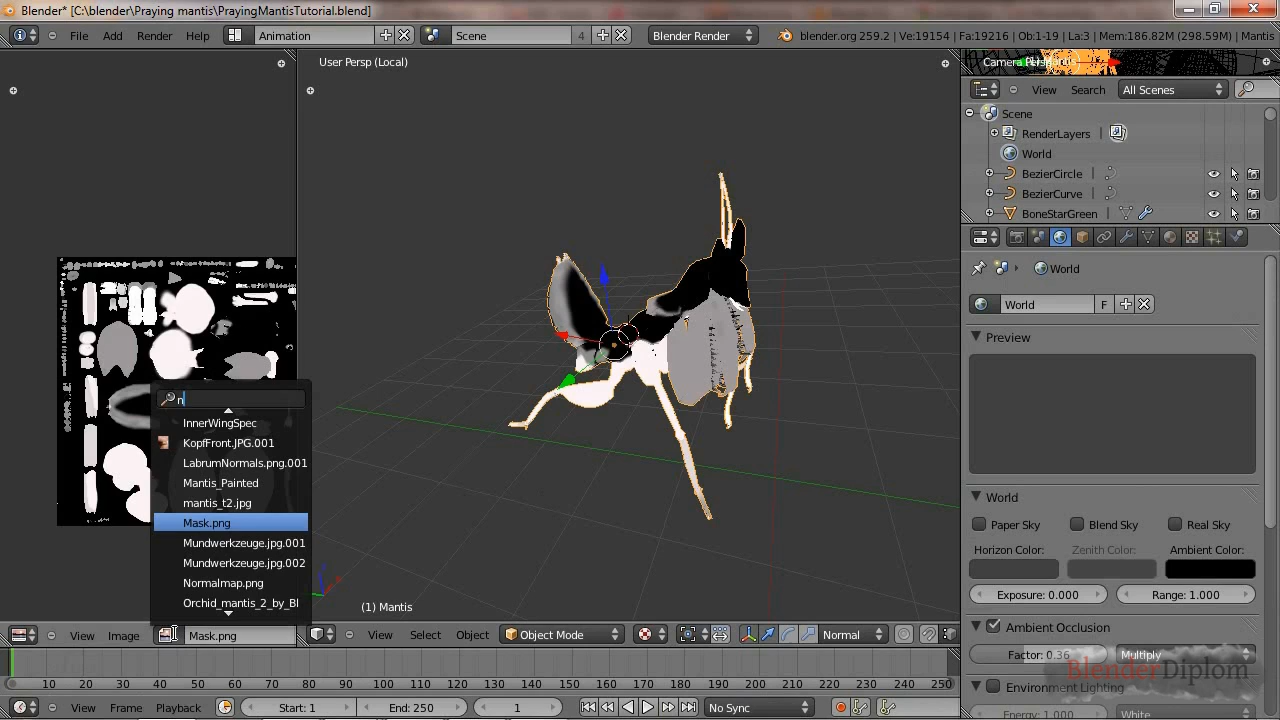 Blender* [C:\blender\Praying mantis\PrayingMantisTutorial.blend]
File Add Render Help Animation Scene 4 Blender Render blender.org 259.2 | Ve:19154 | Fa:19216 | Ob:1-19 | La:3 | Mem:186.82M (298.59M) | Mantis
User Persp (Local)
View Search All Scenes
Scene
RenderLayers
World
BezierCircle
BezierCurve
BoneStarGreen
World
World F
Preview
World
Paper Sky Blend Sky Real Sky
Horizon Color: Zenith Color: Ambient Color:
Exposure: 0.000 Range: 1.000
Ambient Occlusion
Factor: 0.36 Multiply
Environment Lighting
Energy: 1.000 White
BlenderDiplom
n
InnerWingSpec
KopfFront.JPG.001
LabrumNormals.png.001
Mantis_Painted
mantis_t2.jpg
Mask.png
Mundwerkzeuge.jpg.001
Mundwerkzeuge.jpg.002
Normalmap.png
Orchid_mantis_2_by_Bl
(1) Mantis
View Image Mask.png
View Select Object Object Mode Normal
10 20 30 40 50 60 70 80 90 100 110 120 130 140 150 160 170 180 190 200 210 220 230 240 250
View Frame Playback Start: 1 End: 250 1 No Sync